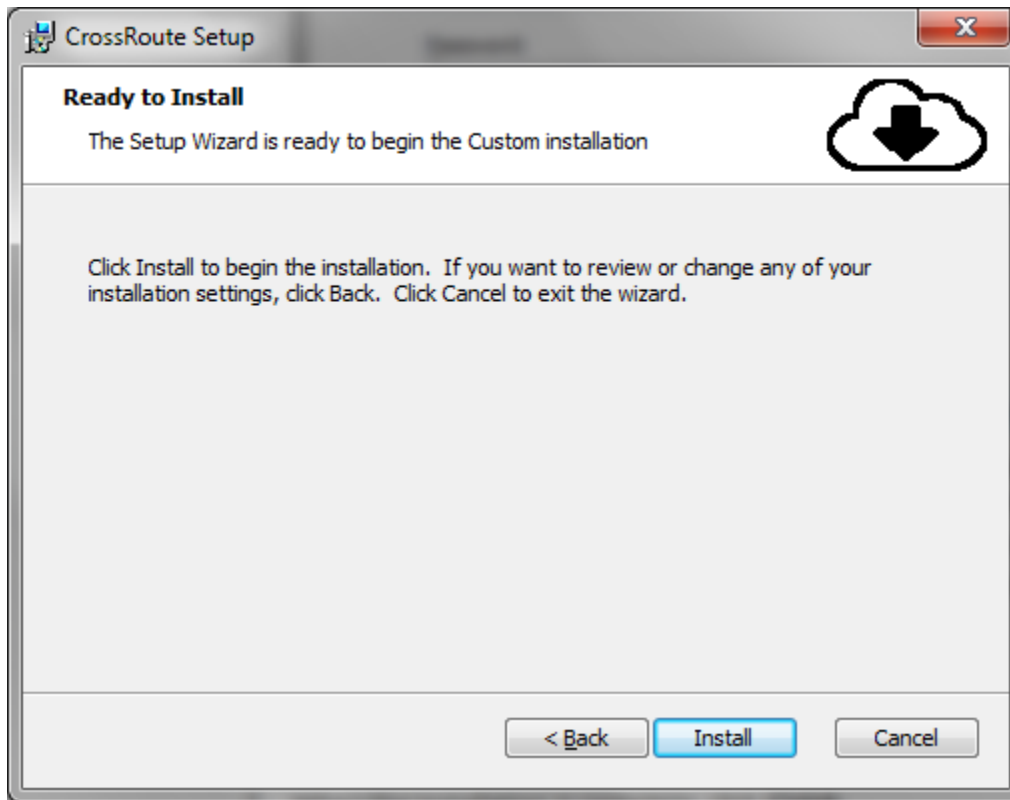 CrossRoute Setup
Ready to Install
The Setup Wizard is ready to begin the Custom installation
Click Install to begin the installation.  If you want to review or change any of your
installation settings, click Back.  Click Cancel to exit the wizard.
< Back
Install
Cancel